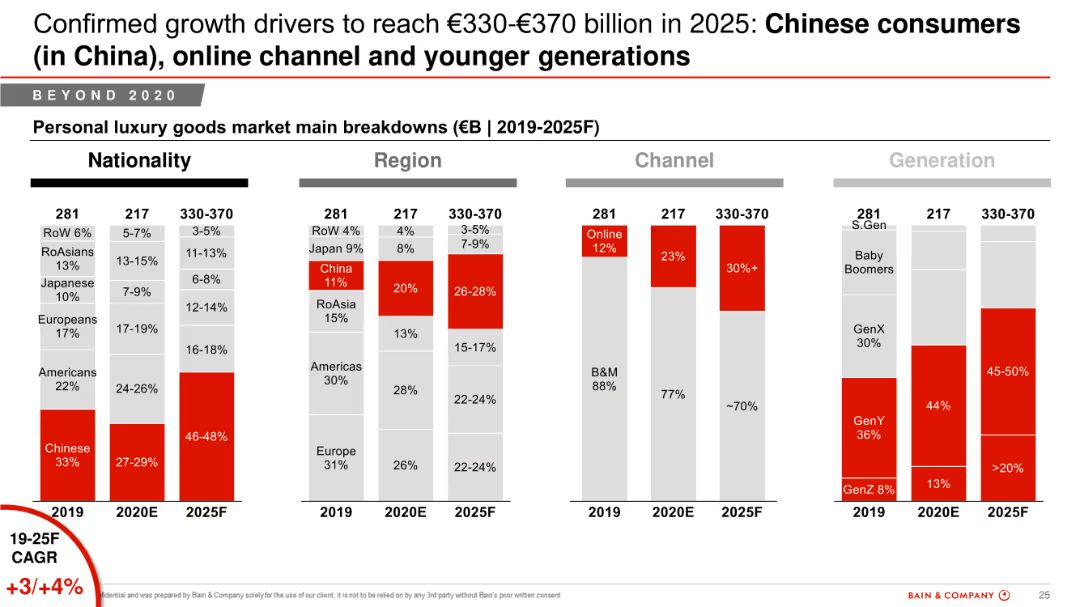 Confirmed growth drivers to reach €330-€370 billion in 2025: Chinese consumers
(in China), online channel and younger generations
BEYOND 2020
Personal luxury goods market main breakdowns (€B | 2019-2025F)
Nationality
281
217
330-370
RoW 6%
5-7%
3-5%
RoAsians
13%
13-15%
11-13%
Japanese
10%
7-9%
6-8%
Europeans
17%
17-19%
12-14%
Americans
22%
24-26%
16-18%
Chinese
33%
27-29%
46-48%
2019
2020E
2025F
Region
281
217
330-370
RoW 4%
4%
3-5%
Japan 9%
8%
7-9%
China
11%
20%
26-28%
RoAsia
15%
13%
15-17%
Americas
30%
28%
22-24%
Europe
31%
26%
22-24%
2019
2020E
2025F
Channel
281
217
330-370
Online
12%
23%
30%+
B&M
88%
77%
~70%
2019
2020E
2025F
Generation
281
217
330-370
S.Gen
Baby
Boomers
GenX
30%
GenY
36%
44%
45-50%
GenZ 8%
13%
>20%
2019
2020E
2025F
19-25F
CAGR
+3/+4%
fidential and was prepared by Bain & Company solely for the use of our client; it is not to be relied on by any 3rd party without Bain's prior written consent
BAIN & COMPANY
25